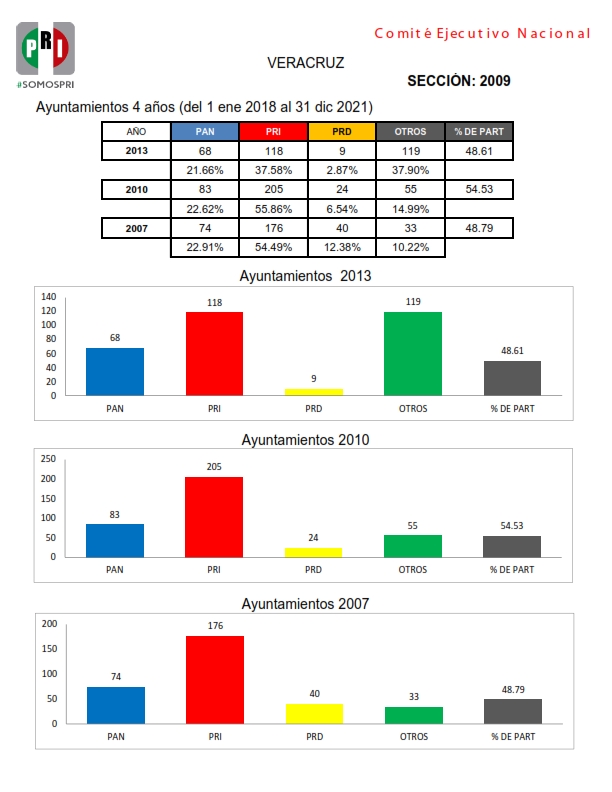 PRI
#SOMOSPRI
Comité Ejecutivo Nacional
VERACRUZ
SECCIÓN: 2009
Ayuntamientos 4 años (del 1 ene 2018 al 31 dic 2021)
AÑO PAN PRI PRD OTROS % DE PART
2013 68 118 9 119 48.61
21.66% 37.58% 2.87% 37.90%
2010 83 205 24 55 54.53
22.62% 55.86% 6.54% 14.99%
2007 74 176 40 33 48.79
22.91% 54.49% 12.38% 10.22%
Ayuntamientos 2013
140
120
100
80
60
40
20
0
68 118 9 119 48.61
PAN PRI PRD OTROS % DE PART
Ayuntamientos 2010
250
200
150
100
50
0
83 205 24 55 54.53
PAN PRI PRD OTROS % DE PART
Ayuntamientos 2007
200
150
100
50
0
74 176 40 33 48.79
PAN PRI PRD OTROS % DE PART